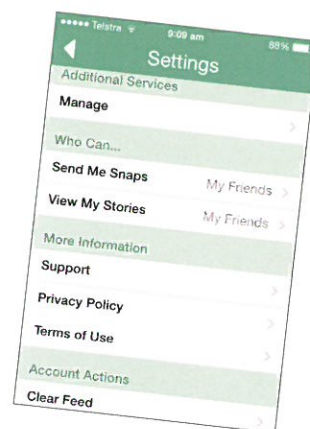 Telstra 9:09 am 88%
Settings
Additional Services
Manage
Who Can...
Send Me Snaps My Friends
View My Stories My Friends
More Information
Support
Privacy Policy
Terms of Use
Account Actions
Clear Feed